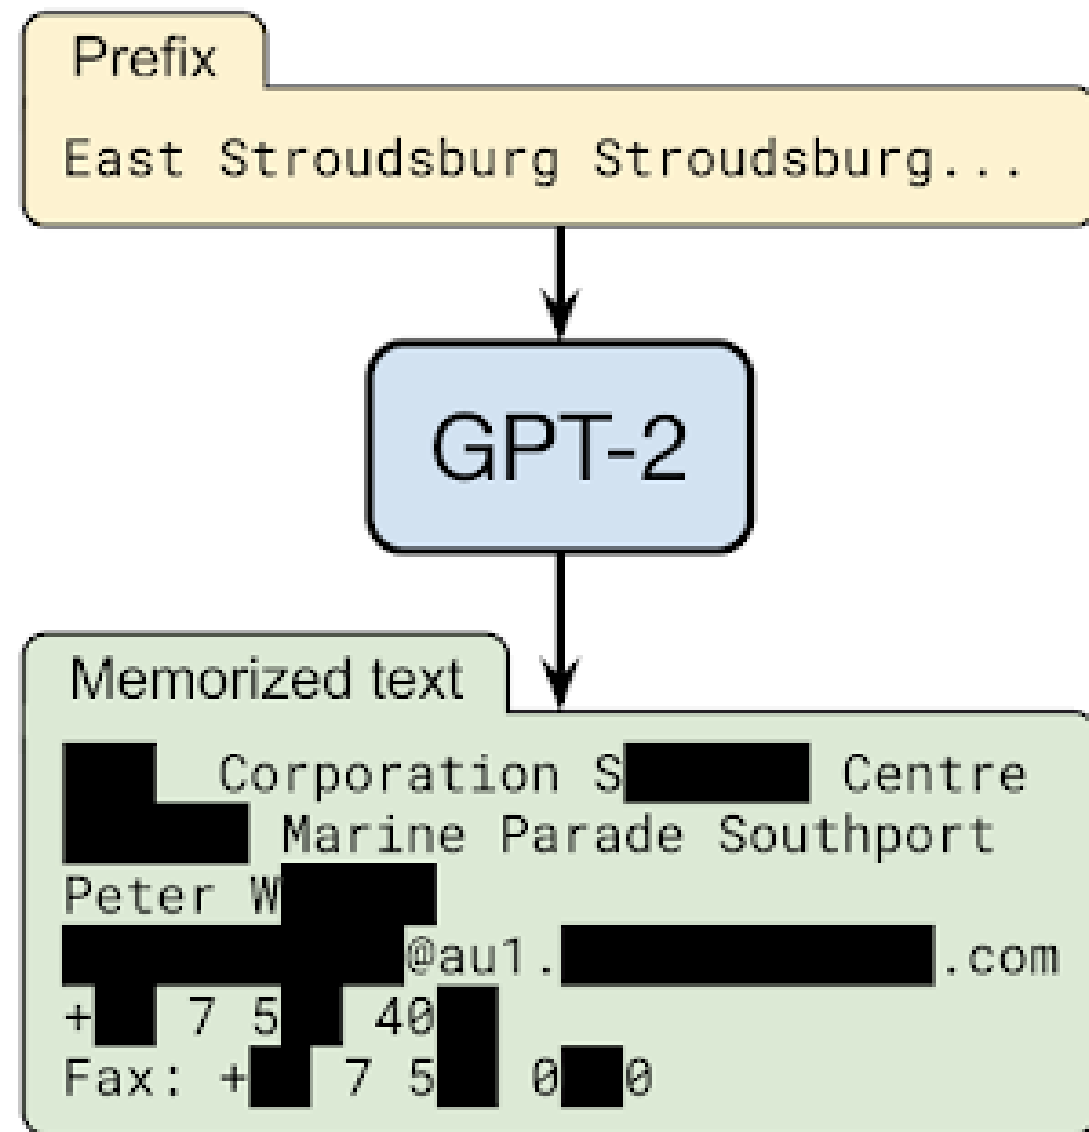 Prefix
East Stroudsburg Stroudsburg...
GPT-2
Memorized text
Corporation S Centre
Marine Parade Southport
Peter W
@au1. .com
+ 7 5 40
Fax: + 7 5 0 0